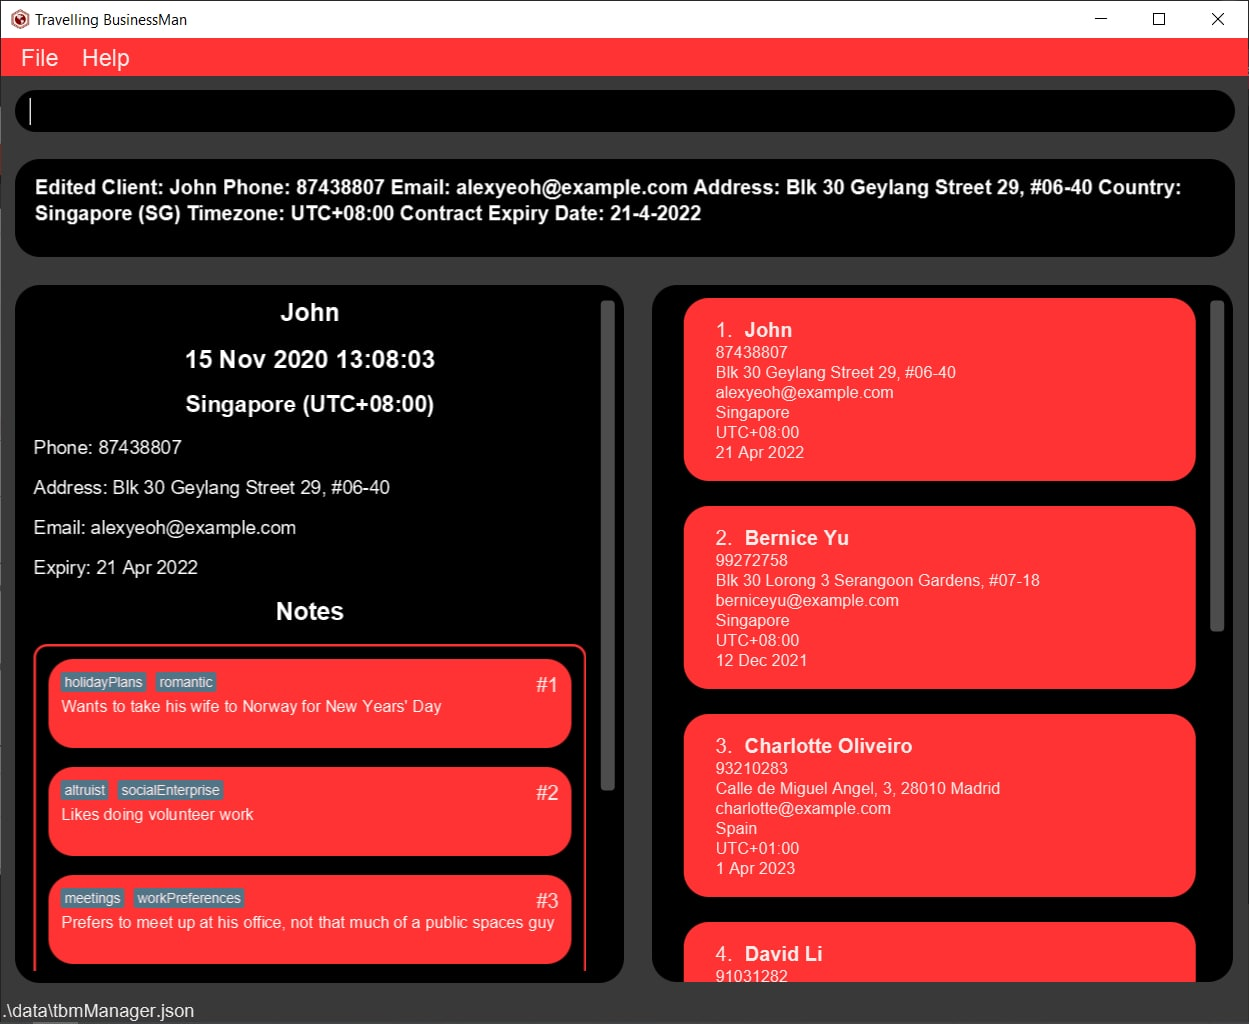 Travelling BusinessMan
File Help
Edited Client: John Phone: 87438807 Email: alexyeoh@example.com Address: Blk 30 Geylang Street 29, #06-40 Country:
Singapore (SG) Timezone: UTC+08:00 Contract Expiry Date: 21-4-2022
John
15 Nov 2020 13:08:03
Singapore (UTC+08:00)
Phone: 87438807
Address: Blk 30 Geylang Street 29, #06-40
Email: alexyeoh@example.com
Expiry: 21 Apr 2022
Notes
holidayPlans romantic #1
Wants to take his wife to Norway for New Years' Day
altruist socialEnterprise #2
Likes doing volunteer work
meetings workPreferences #3
Prefers to meet up at his office, not that much of a public spaces guy
1. John
87438807
Blk 30 Geylang Street 29, #06-40
alexyeoh@example.com
Singapore
UTC+08:00
21 Apr 2022
2. Bernice Yu
99272758
Blk 30 Lorong 3 Serangoon Gardens, #07-18
berniceyu@example.com
Singapore
UTC+08:00
12 Dec 2021
3. Charlotte Oliveiro
93210283
Calle de Miguel Angel, 3, 28010 Madrid
charlotte@example.com
Spain
UTC+01:00
1 Apr 2023
4. David Li
91031282
.\data\tbmManager.json